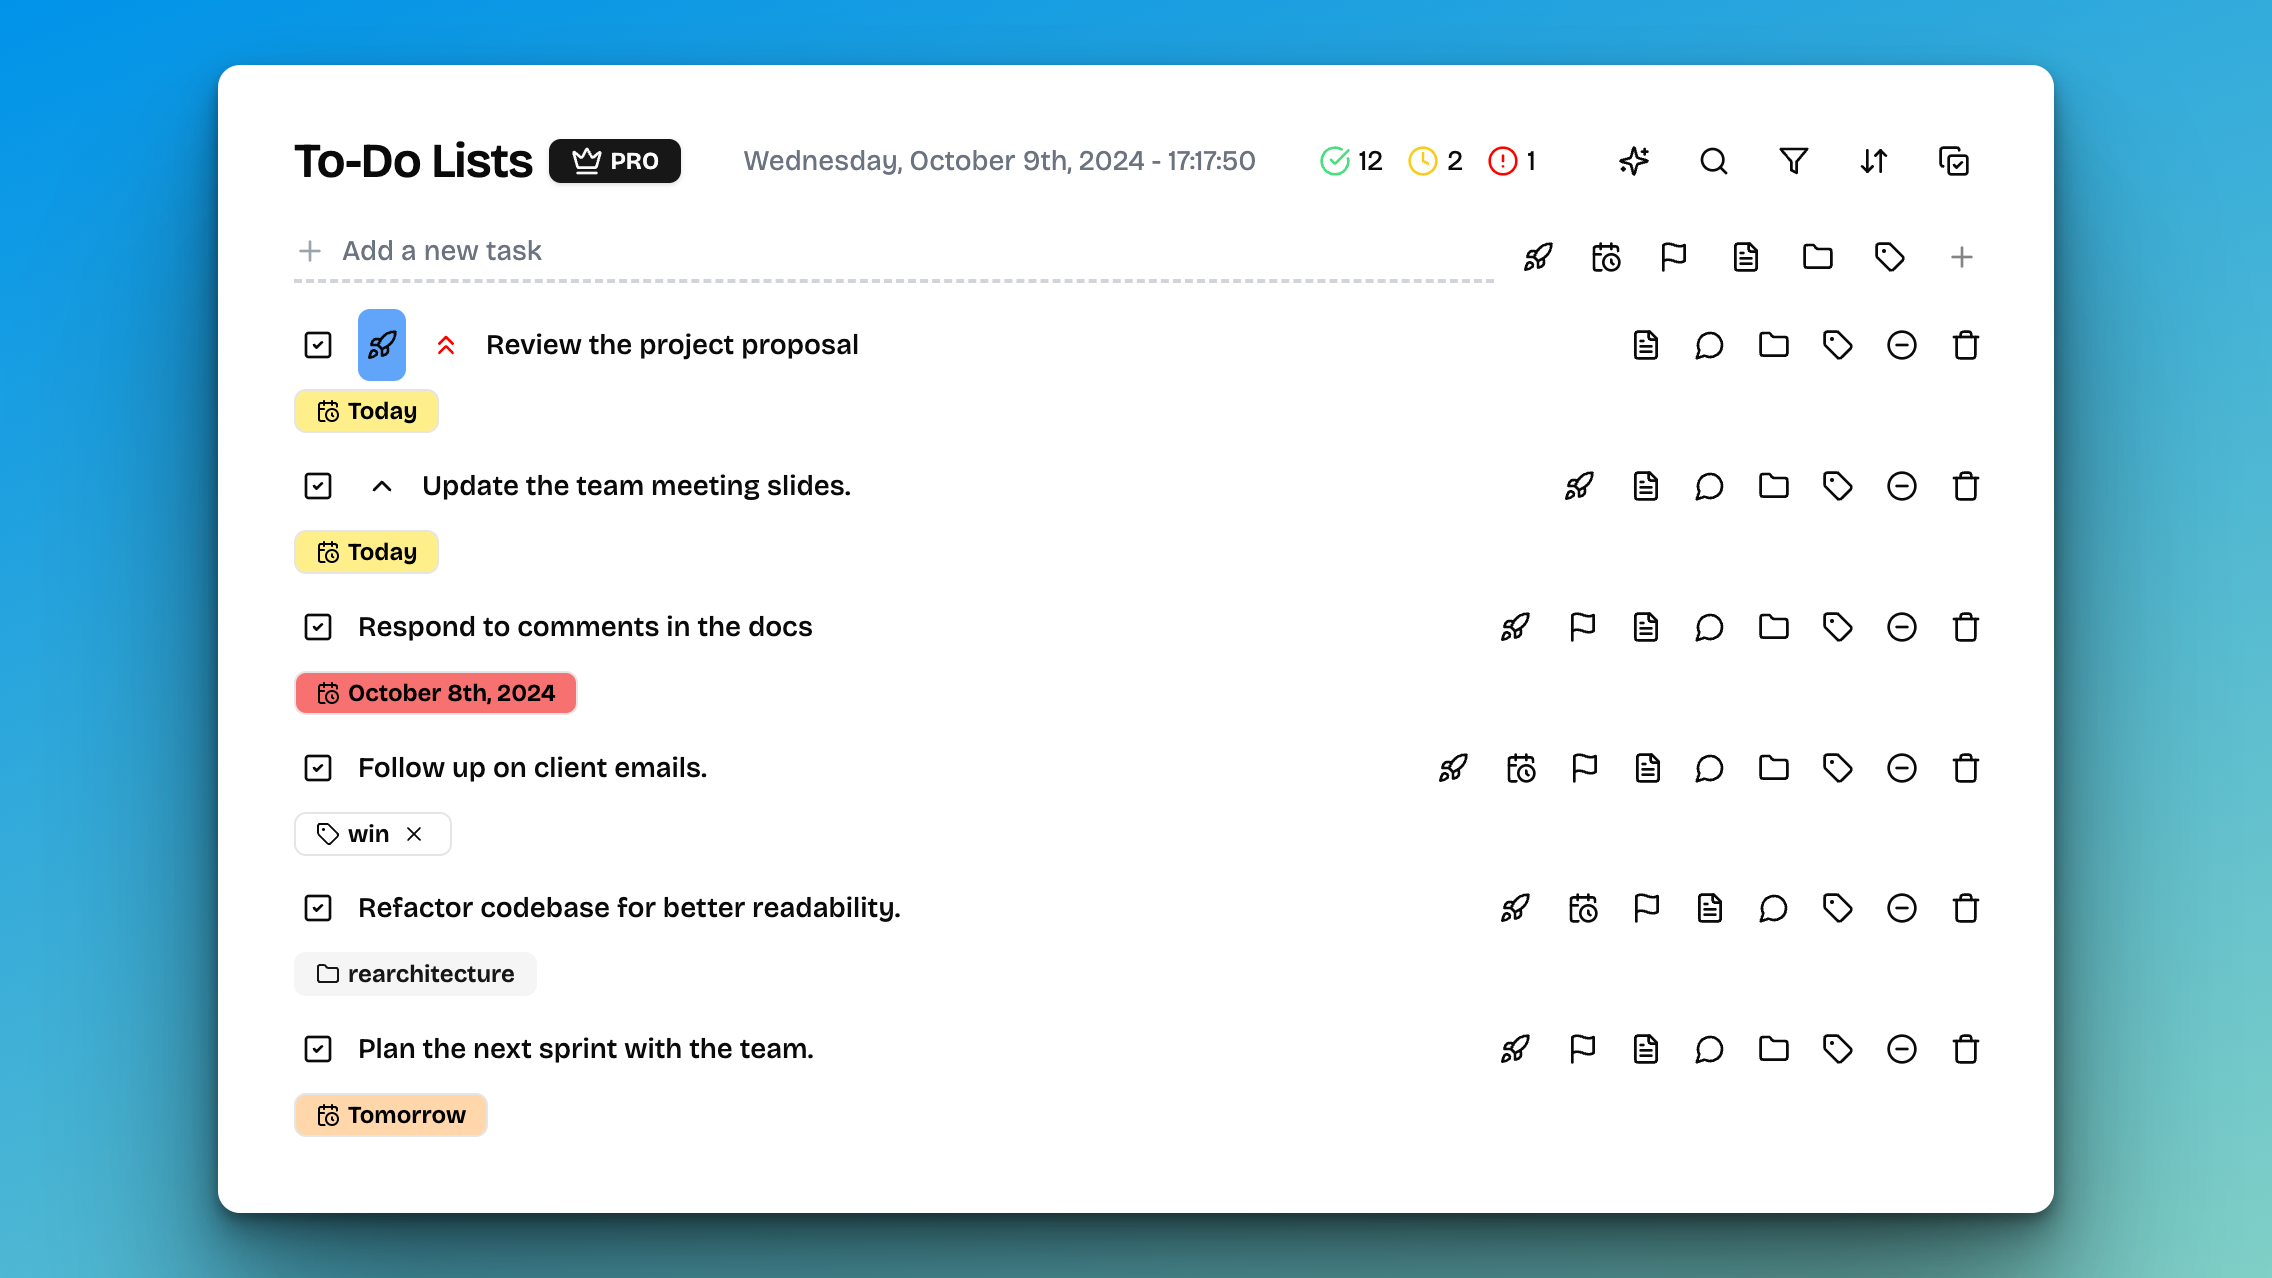 To-Do Lists PRO Wednesday, October 9th, 2024 - 17:17:50 12 2 1
Add a new task
Review the project proposal
Today
Update the team meeting slides.
Today
Respond to comments in the docs
October 8th, 2024
Follow up on client emails.
win
Refactor codebase for better readability.
rearchitecture
Plan the next sprint with the team.
Tomorrow